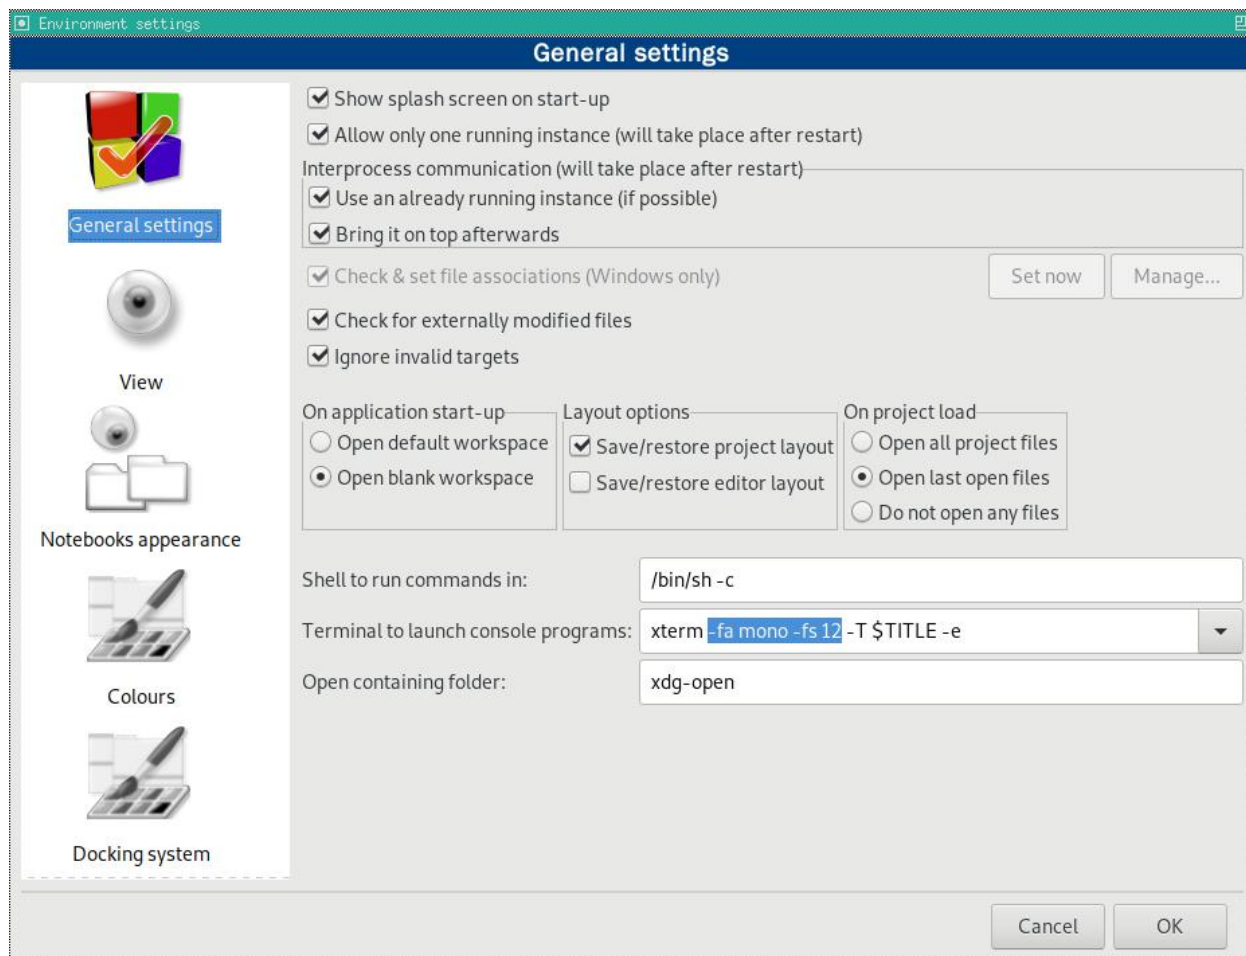 Environment settings
General settings
General settings
View
Notebooks appearance
Colours
Docking system
Show splash screen on start-up
Allow only one running instance (will take place after restart)
Interprocess communication (will take place after restart)
Use an already running instance (if possible)
Bring it on top afterwards
Check & set file associations (Windows only)
Set now
Manage...
Check for externally modified files
Ignore invalid targets
On application start-up
Open default workspace
Open blank workspace
Layout options
Save/restore project layout
Save/restore editor layout
On project load
Open all project files
Open last open files
Do not open any files
Shell to run commands in:
/bin/sh -c
Terminal to launch console programs:
xterm -fa mono -fs 12 -T $TITLE -e
Open containing folder:
xdg-open
Cancel
OK